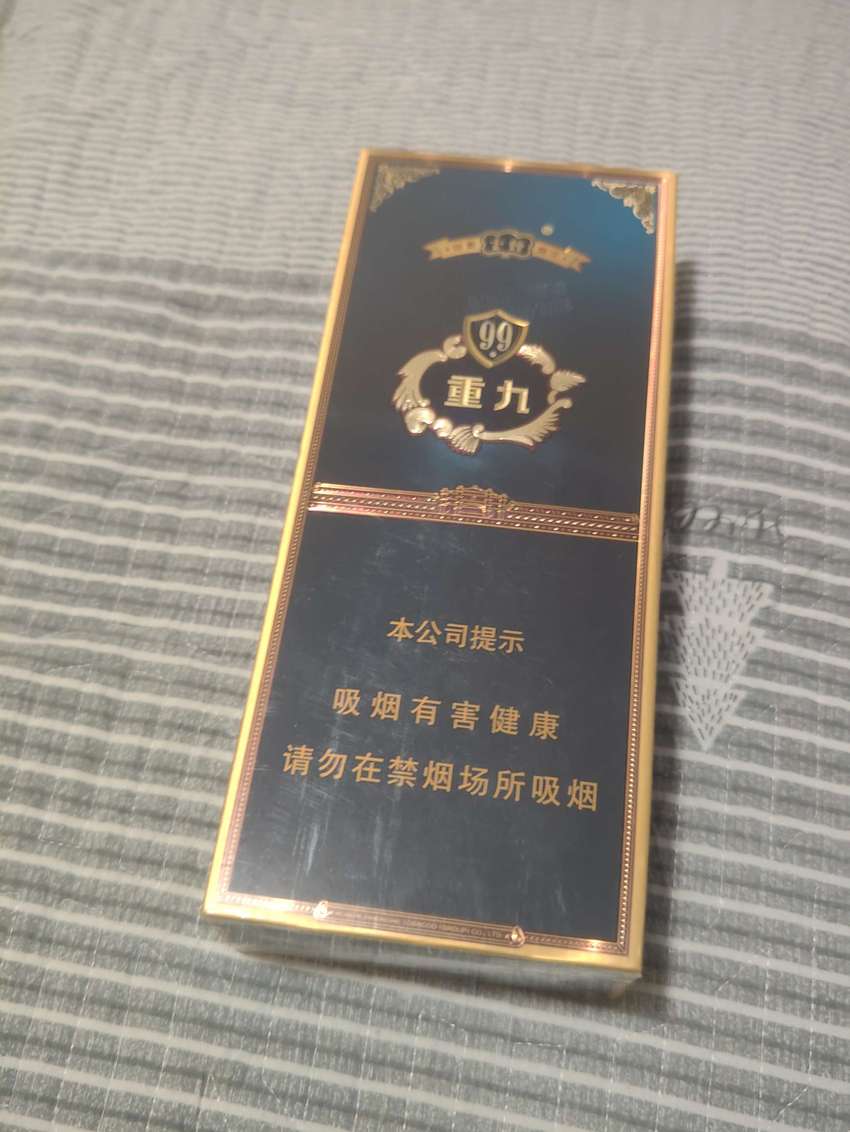 99
重九
本公司提示
吸烟有害健康
请勿在禁烟场所吸烟